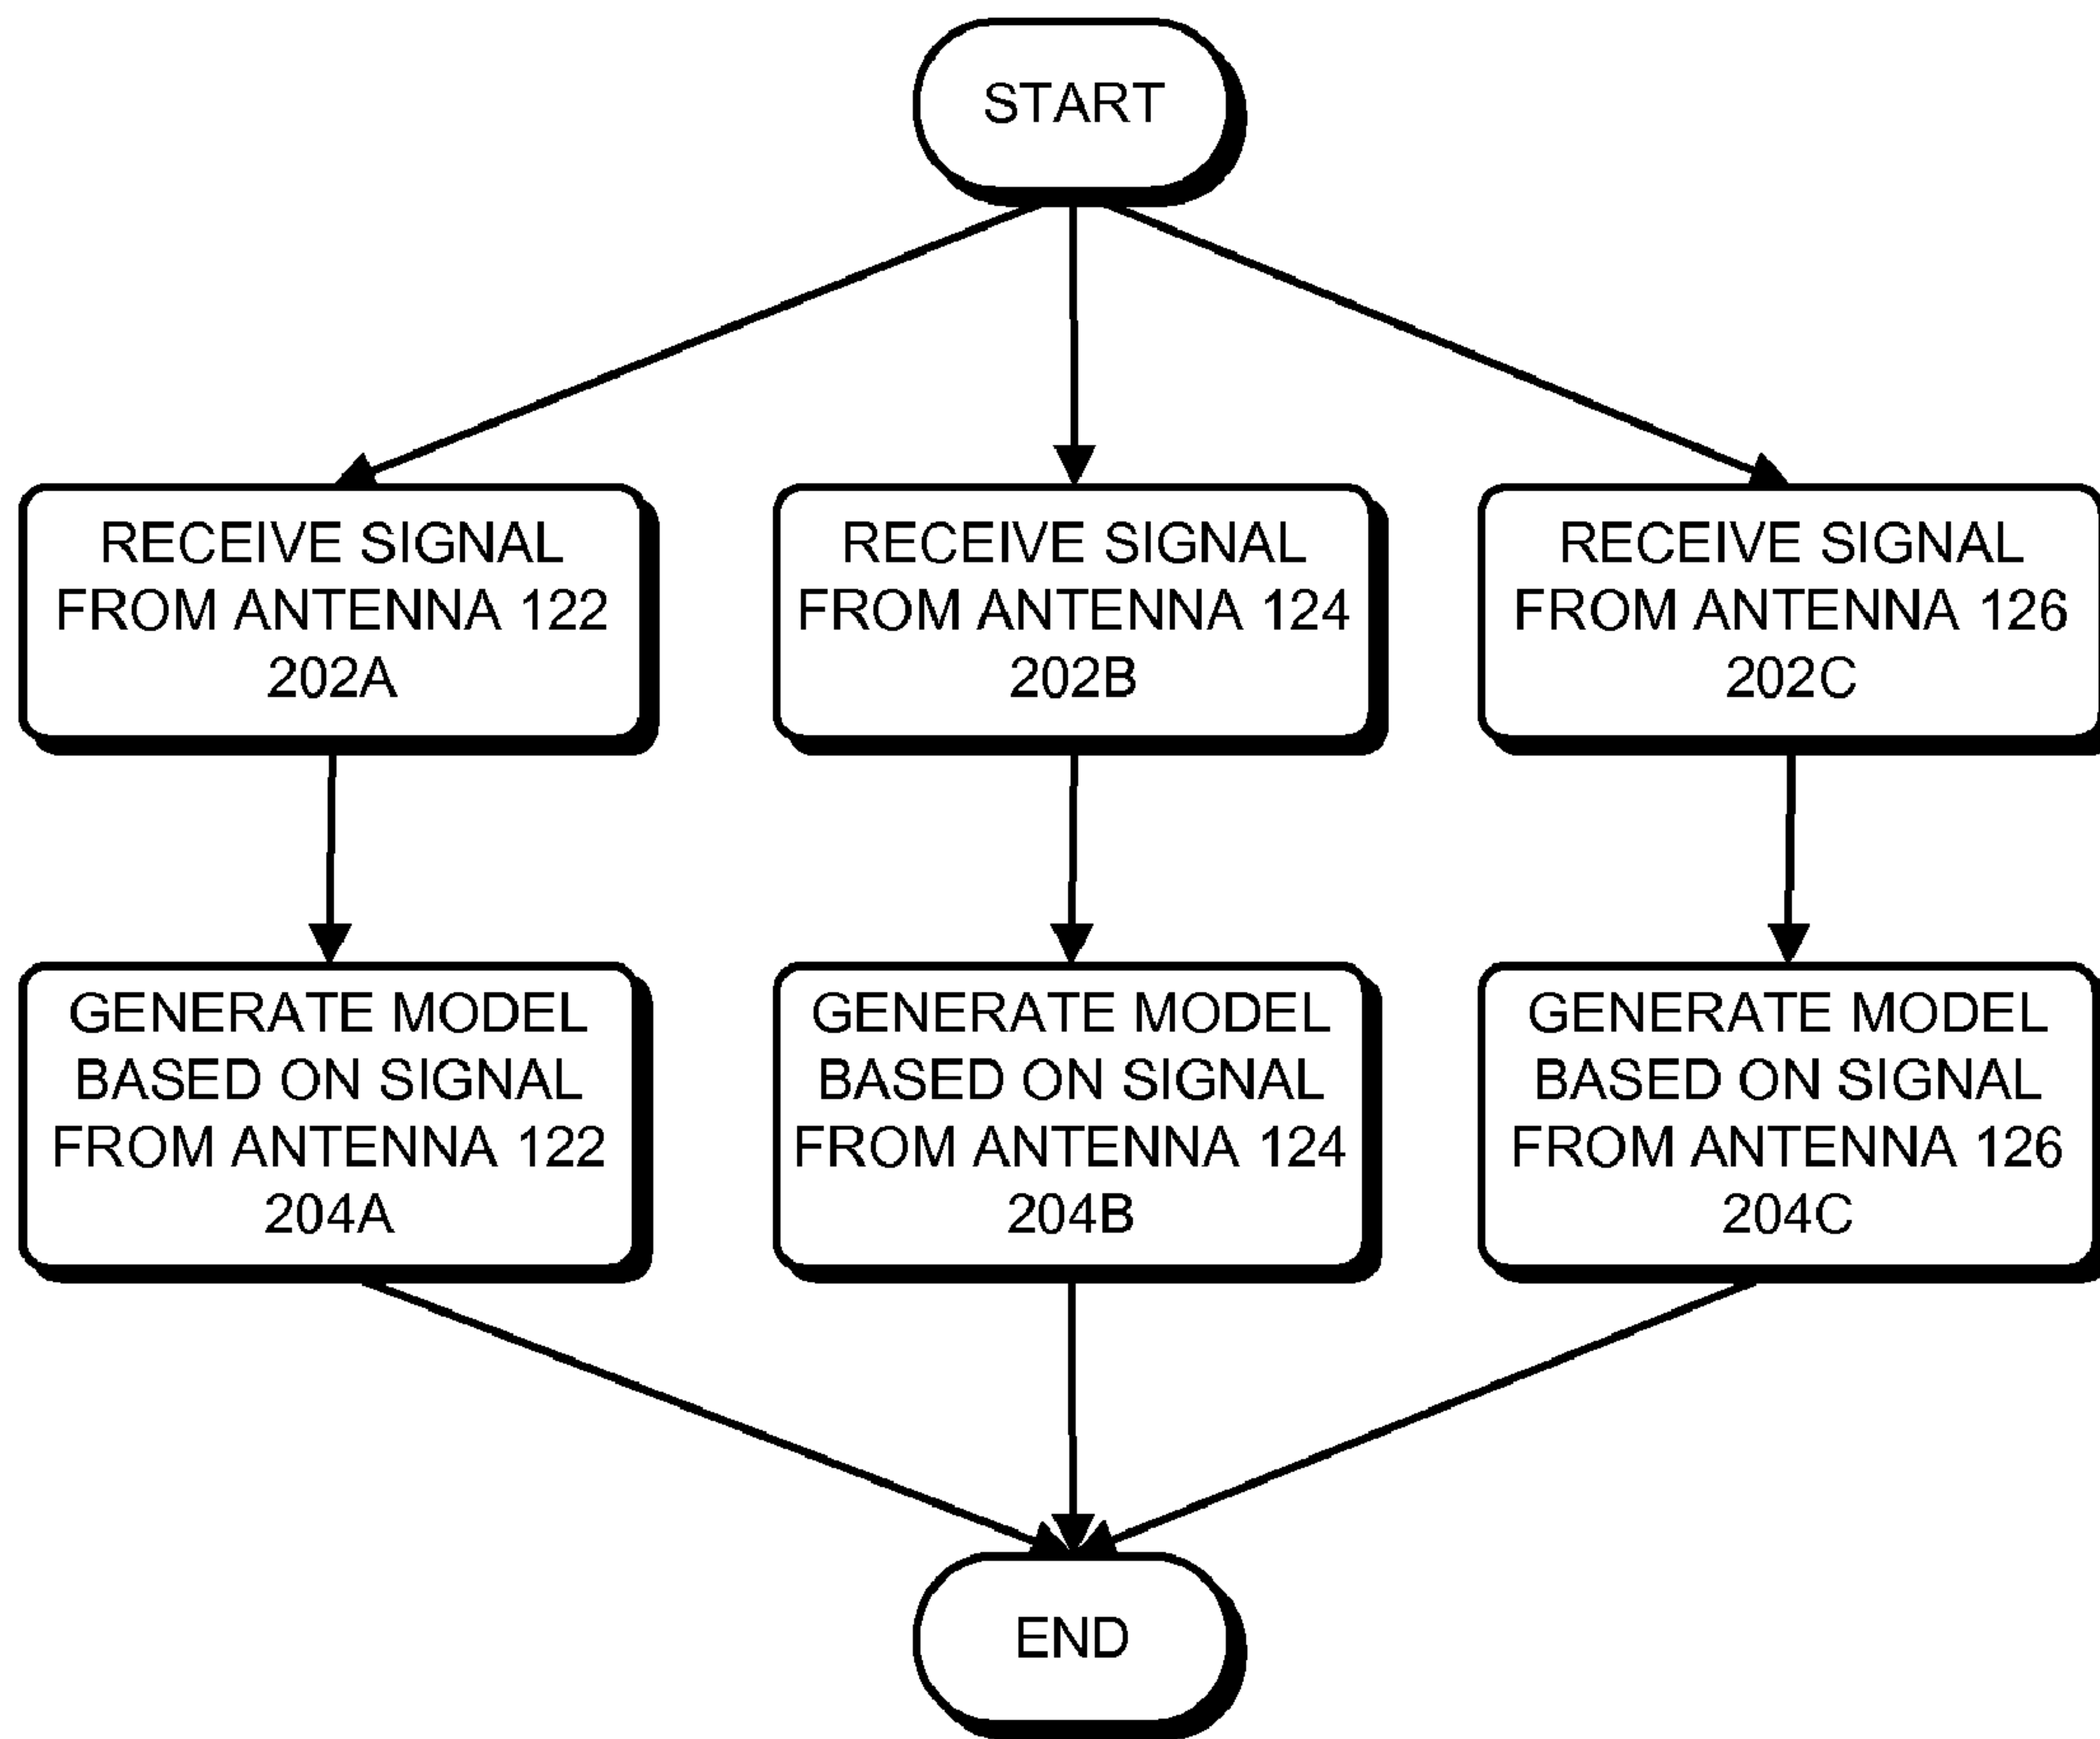 START
RECEIVE SIGNAL
FROM ANTENNA 122
202A
RECEIVE SIGNAL
FROM ANTENNA 124
202B
RECEIVE SIGNAL
FROM ANTENNA 126
202C
GENERATE MODEL
BASED ON SIGNAL
FROM ANTENNA 122
204A
GENERATE MODEL
BASED ON SIGNAL
FROM ANTENNA 124
204B
GENERATE MODEL
BASED ON SIGNAL
FROM ANTENNA 126
204C
END